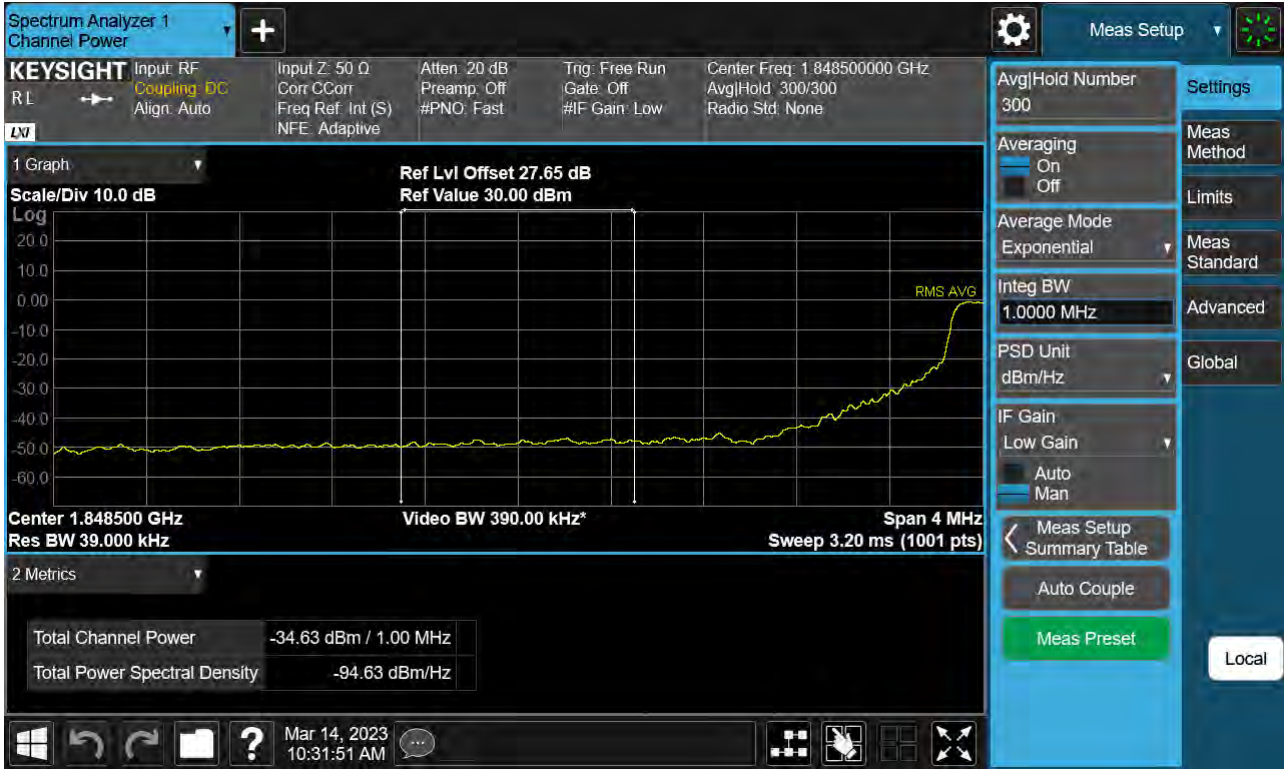 Spectrum Analyzer 1
Channel Power
Meas Setup
KEYSIGHT
RL
LXI
Input: RF
Coupling: DC
Align: Auto
Input Z: 50 Ω
Corr CCorr
Freq Ref: Int (S)
NFE: Adaptive
Atten: 20 dB
Preamp: Off
#PNO: Fast
Trig: Free Run
Gate: Off
#IF Gain: Low
Center Freq: 1.848500000 GHz
Avg|Hold: 300/300
Radio Std: None
1 Graph
Scale/Div 10.0 dB
Ref Lvl Offset 27.65 dB
Ref Value 30.00 dBm
Log
20.0
10.0
0.00
-10.0
-20.0
-30.0
-40.0
-50.0
-60.0
RMS AVG
Center 1.848500 GHz
Video BW 390.00 kHz*
Span 4 MHz
Res BW 39.000 kHz
Sweep 3.20 ms (1001 pts)
2 Metrics
Total Channel Power -34.63 dBm / 1.00 MHz
Total Power Spectral Density -94.63 dBm/Hz
Avg|Hold Number
300
Averaging
On
Off
Average Mode
Exponential
Integ BW
1.0000 MHz
PSD Unit
dBm/Hz
IF Gain
Low Gain
Auto
Man
Meas Setup
Summary Table
Auto Couple
Meas Preset
Settings
Meas
Method
Limits
Meas
Standard
Advanced
Global
Local
?
Mar 14, 2023
10:31:51 AM